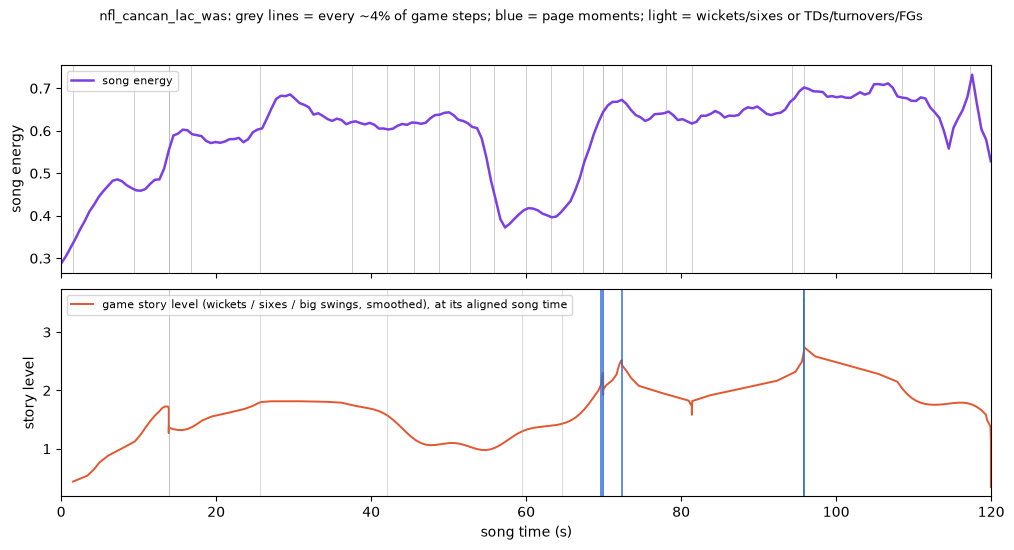 nfl_cancan_lac_was: grey lines = every ~4% of game steps; blue = page moments; light = wickets/sixes or TDs/turnovers/FGs
song energy
0.7
0.6
0.5
0.4
0.3
song energy
game story level (wickets / sixes / big swings, smoothed), at its aligned song time
3
2
1
story level
0 20 40 60 80 100 120
song time (s)